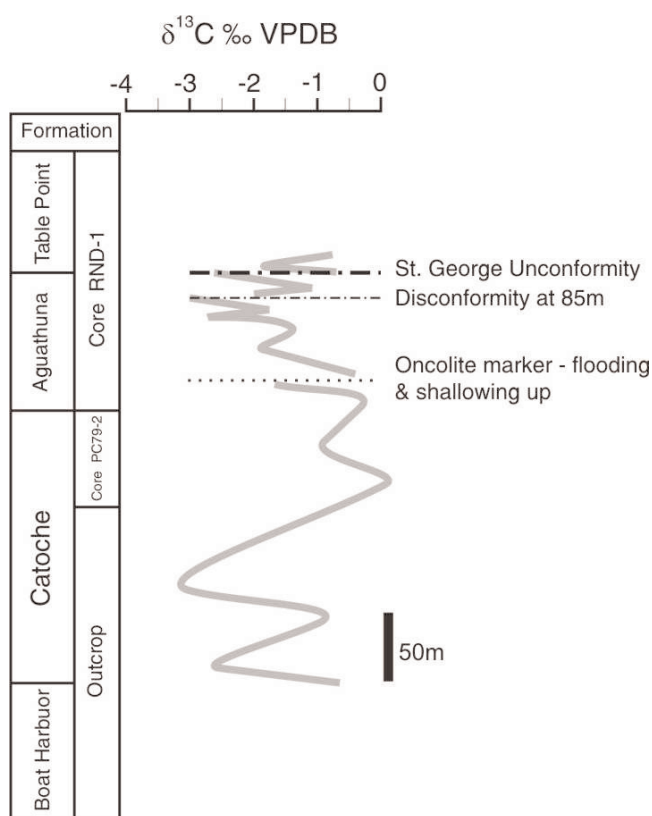 δ¹³C ‰ VPDB
-4 -3 -2 -1 0
Formation
Table Point
Aguathuna
Catoche
Boat Harbuor
Core RND-1
Core PC79-2
Outcrop
St. George Unconformity
Disconformity at 85m
Oncolite marker - flooding
& shallowing up
50m